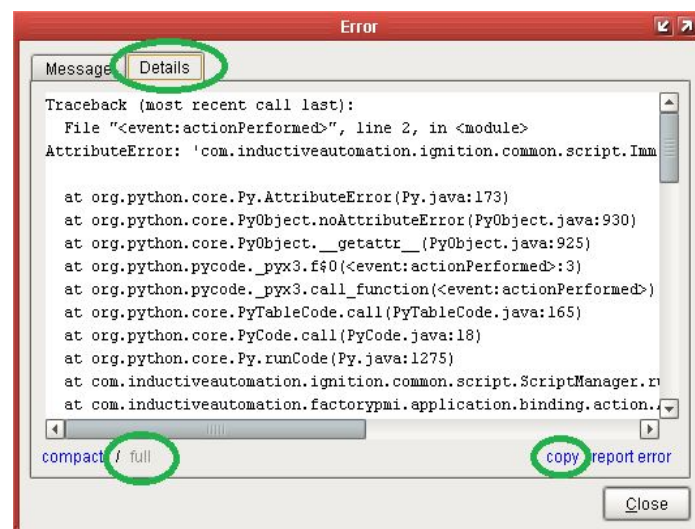 Error
Message Details
Traceback (most recent call last):
File "<event:actionPerformed>", line 2, in <module>
AttributeError: 'com.inductiveautomation.ignition.common.script.Imm
at org.python.core.Py.AttributeError(Py.java:173)
at org.python.core.PyObject.noAttributeError(PyObject.java:930)
at org.python.core.PyObject.__getattr__(PyObject.java:925)
at org.python.pycode._pyx3.f$0(<event:actionPerformed>:3)
at org.python.pycode._pyx3.call_function(<event:actionPerformed>)
at org.python.core.PyTableCode.call(PyTableCode.java:165)
at org.python.core.PyCode.call(PyCode.java:18)
at org.python.core.Py.runCode(Py.java:1275)
at com.inductiveautomation.ignition.common.script.ScriptManager.ru
at com.inductiveautomation.factorypmi.application.binding.action.
compact / full copy report error
Close